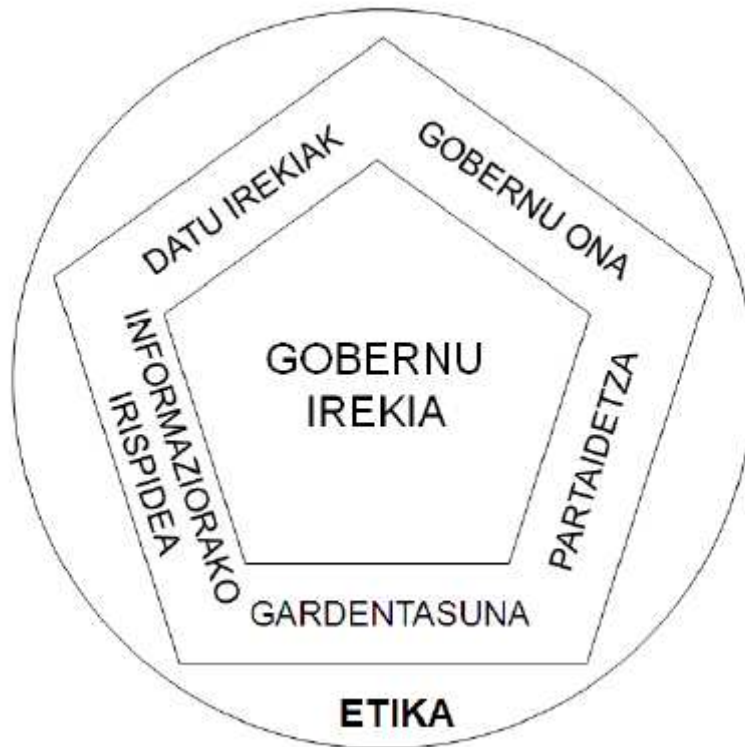 DATU IREKIAK
GOBERNU ONA
INFORMAZIORAKO
IRISPIDEA
GOBERNU
IREKIA
PARTAIDETZA
GARDENTASUNA
ETIKA